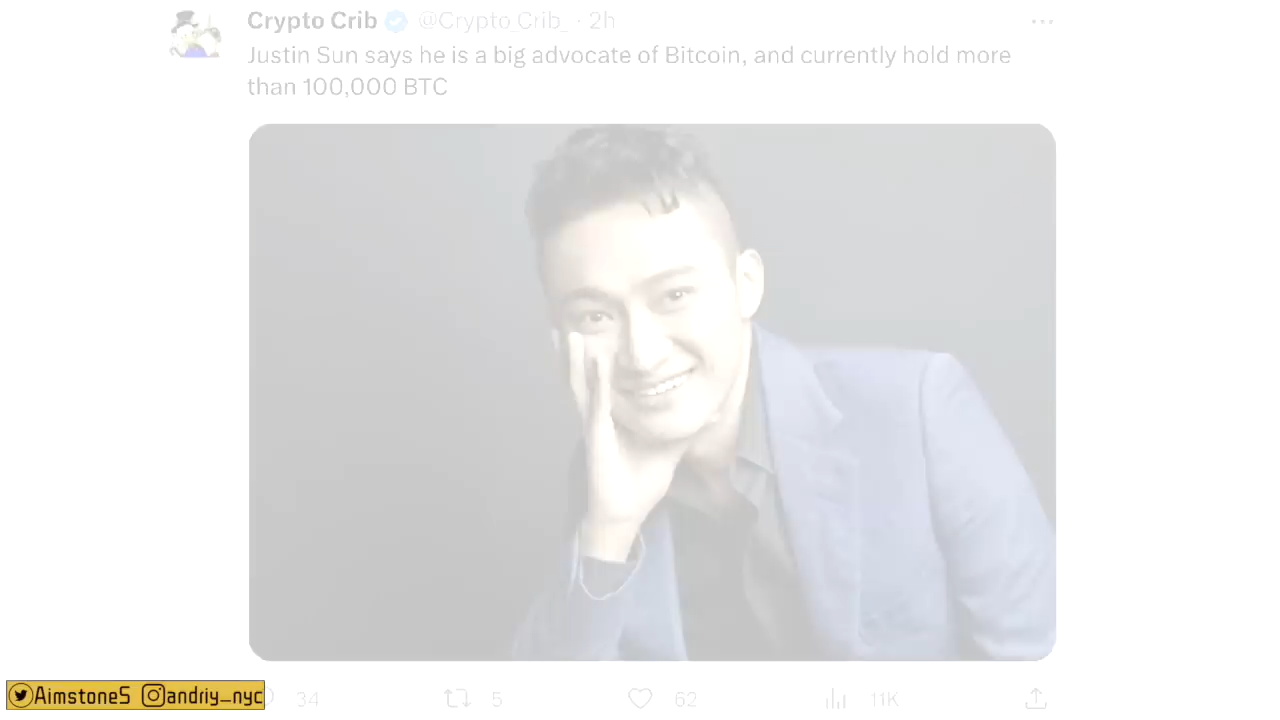 Crypto Crib @Crypto_Crib_ · 2h
Justin Sun says he is a big advocate of Bitcoin, and currently hold more
than 100,000 BTC
34 5 62 11K
AimstoneS andriy_nyc